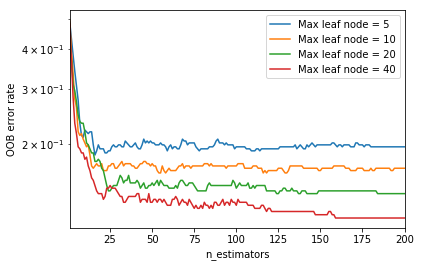 Max leaf node = 5
Max leaf node = 10
Max leaf node = 20
Max leaf node = 40
4 × 10⁻¹
3 × 10⁻¹
2 × 10⁻¹
OOB error rate
25 50 75 100 125 150 175 200
n_estimators